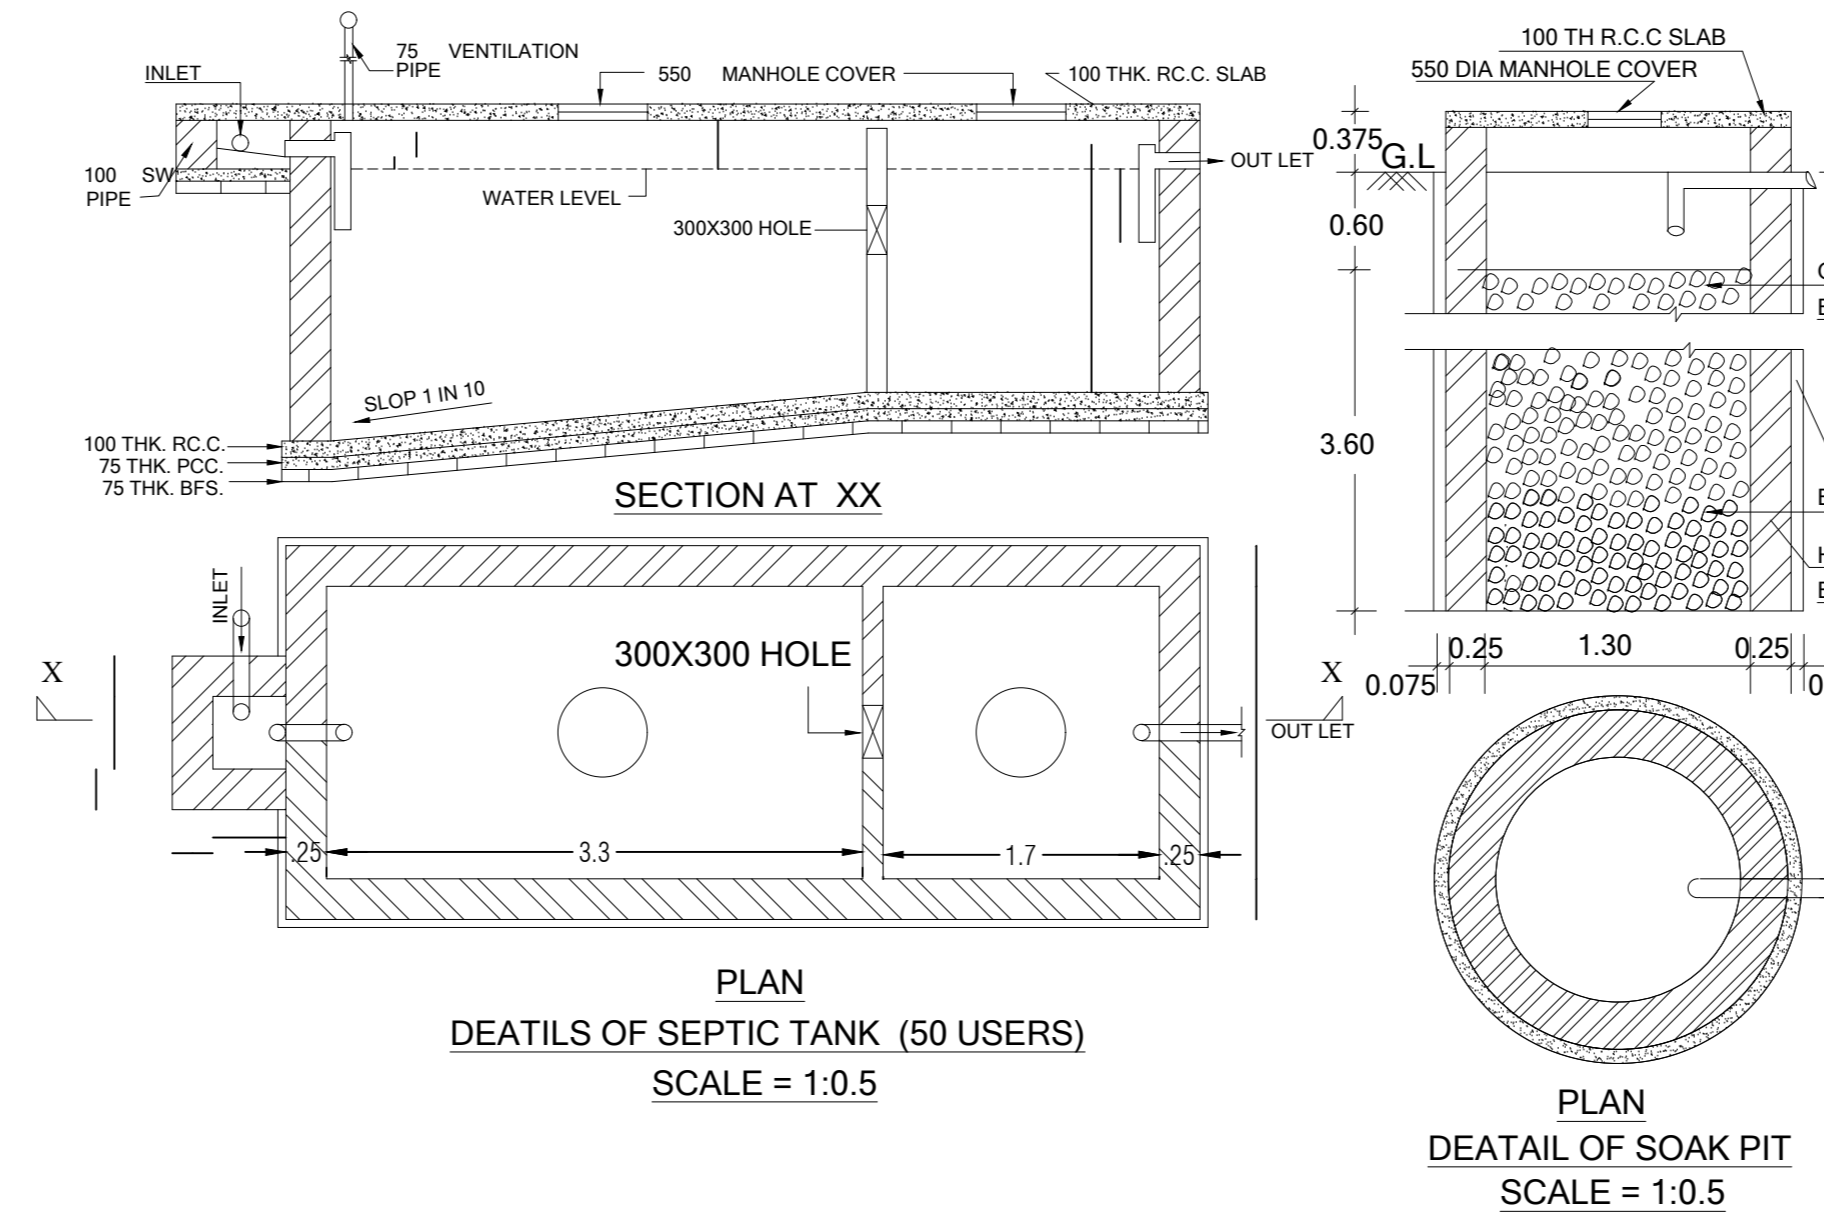 75 VENTILATION
PIPE
INLET
550 MANHOLE COVER
100 THK. RC.C. SLAB
100 SW
PIPE
WATER LEVEL
OUT LET
300X300 HOLE
SLOP 1 IN 10
100 THK. RC.C.
75 THK. PCC.
75 THK. BFS.
SECTION AT XX
INLET
X
300X300 HOLE
X
OUT LET
.25
3.3
1.7
.25
PLAN
DEATILS OF SEPTIC TANK (50 USERS)
SCALE = 1:0.5
100 TH R.C.C SLAB
550 DIA MANHOLE COVER
0.375
G.L
0.60
3.60
0.25
1.30
0.25
0.075
PLAN
DEATAIL OF SOAK PIT
SCALE = 1:0.5